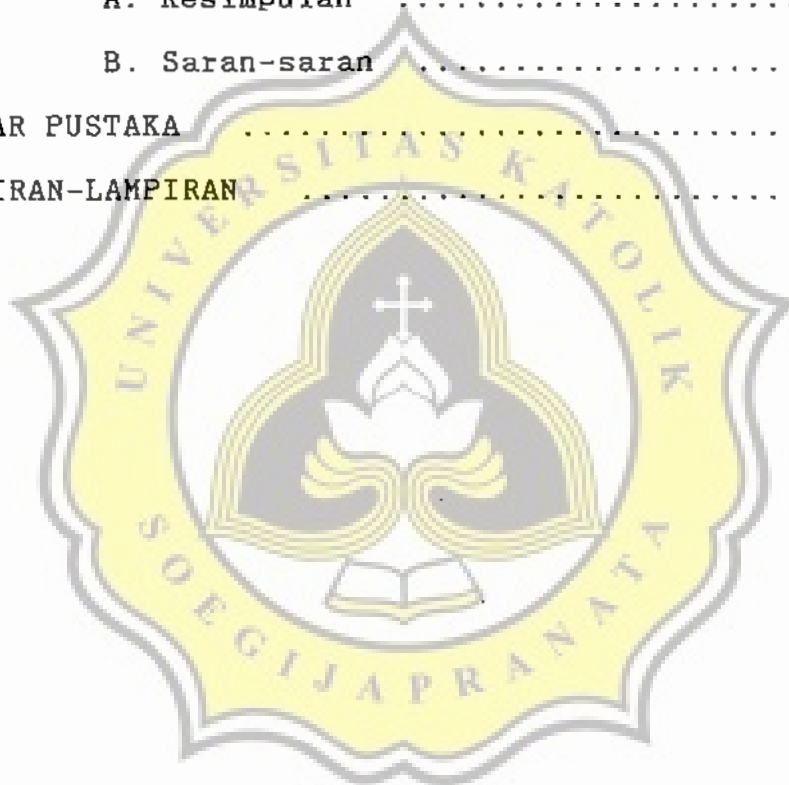 A. Kesimpulan ......................
B. Saran-saran ......................
AR PUSTAKA ..............................
IRAN-LAMPIRAN ..........................
UNIVERSITAS KATOLIK
SOEGIJAPRANATA